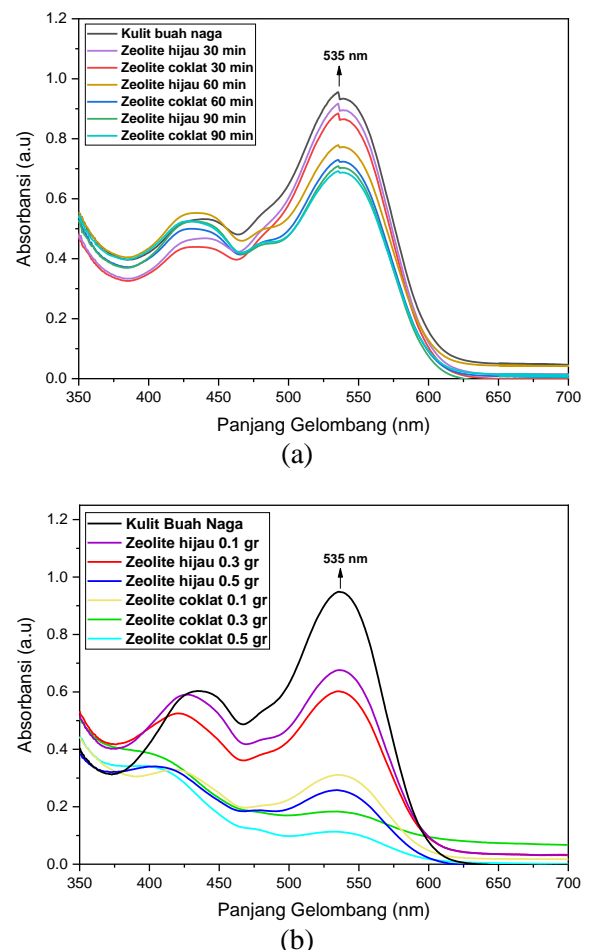 Kulit buah naga
Zeolite hijau 30 min
Zeolite coklat 30 min
Zeolite hijau 60 min
Zeolite coklat 60 min
Zeolite hijau 90 min
Zeolite coklat 90 min
535 nm
1.2
1.0
0.8
0.6
0.4
0.2
0.0
Absorbansi (a.u)
350 400 450 500 550 600 650 700
Panjang Gelombang (nm)
(a)
Kulit Buah Naga
Zeolite hijau 0.1 gr
Zeolite hijau 0.3 gr
Zeolite hijau 0.5 gr
Zeolite coklat 0.1 gr
Zeolite coklat 0.3 gr
Zeolite coklat 0.5 gr
535 nm
1.2
1.0
0.8
0.6
0.4
0.2
0.0
Absorbansi (a.u)
350 400 450 500 550 600 650 700
Panjang Gelombang (nm)
(b)